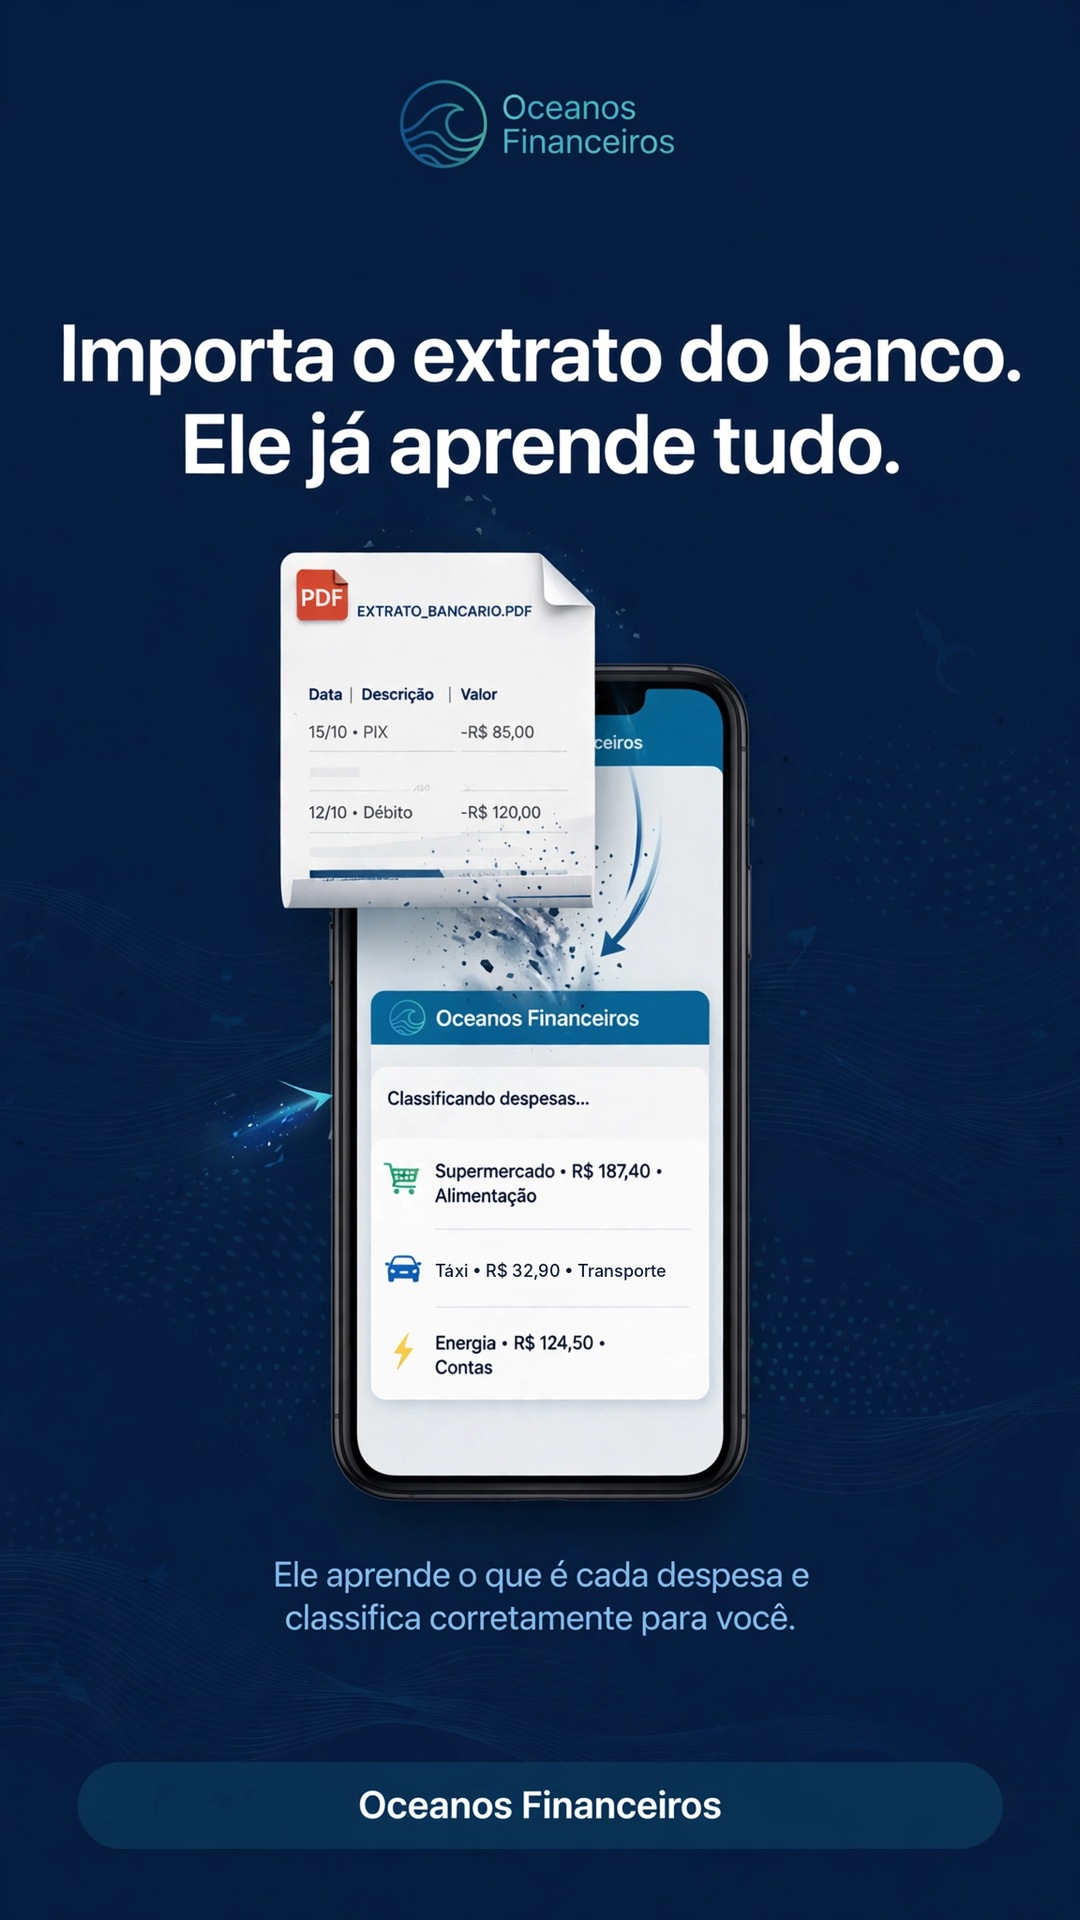 Oceanos
Financeiros
Importa o extrato do banco.
Ele já aprende tudo.
PDF
EXTRATO_BANCARIO.PDF
Data | Descrição | Valor
15/10 • PIX -R$ 85,00
12/10 • Débito -R$ 120,00
ceiros
Oceanos Financeiros
Classificando despesas...
Supermercado • R$ 187,40 •
Alimentação
Táxi • R$ 32,90 • Transporte
Energia • R$ 124,50 •
Contas
Ele aprende o que é cada despesa e
classifica corretamente para você.
Oceanos Financeiros